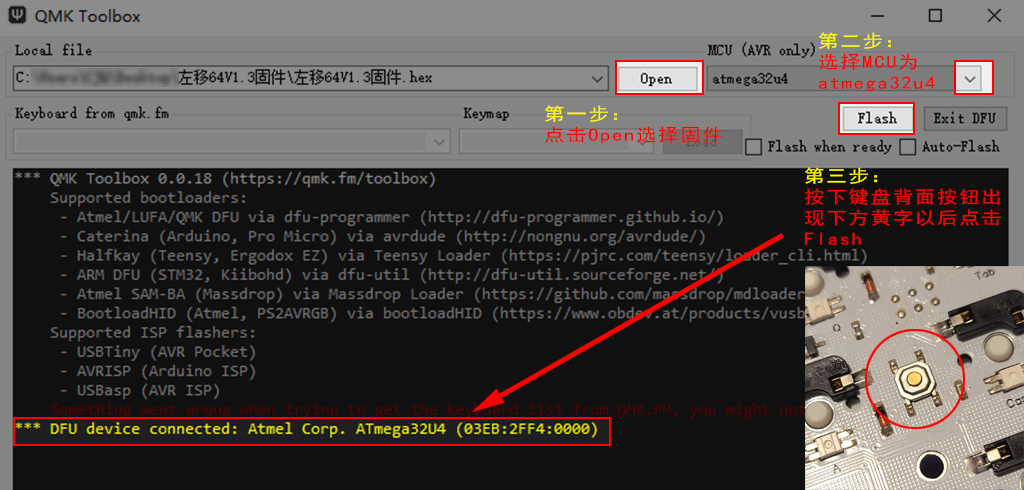 QMK Toolbox
Local file
MCU (AVR only)
第二步：
选择MCU为
atmega32u4
C:
左移64V1.3固件\左移64V1.3固件.hex
Open
atmega32u4
第一步：
点击Open选择固件
Keyboard from qmk.fm
Keymap
Load
Flash
Exit DFU
Flash when ready
Auto-Flash
第三步：
按下键盘背面按钮出
现下方黄字以后点击
Flash
*** QMK Toolbox 0.0.18 (https://qmk.fm/toolbox)
Supported bootloaders:
- Atmel/LUFA/QMK DFU via dfu-programmer (http://dfu-programmer.github.io/)
- Caterina (Arduino, Pro Micro) via avrdude (http://nongnu.org/avrdude/)
- Halfkay (Teensy, Ergodox EZ) via Teensy Loader (https://pjrc.com/teensy/loader_cli.html)
- ARM DFU (STM32, Kiibohd) via dfu-util (http://dfu-util.sourceforge.net/)
- Atmel SAM-BA (Massdrop) via Massdrop Loader (https://github.com/massdrop/mdloader
- BootloadHID (Atmel, PS2AVRGB) via bootloadHID (https://www.obdev.at/products/vusb
Supported ISP flashers:
- USBTiny (AVR Pocket)
- AVRISP (Arduino ISP)
- USBasp (AVR ISP)
Something went wrong when trying to get the keyboard list from QMK.FM, you might not
*** DFU device connected: Atmel Corp. ATmega32U4 (03EB:2FF4:0000)
Tab
Q
A